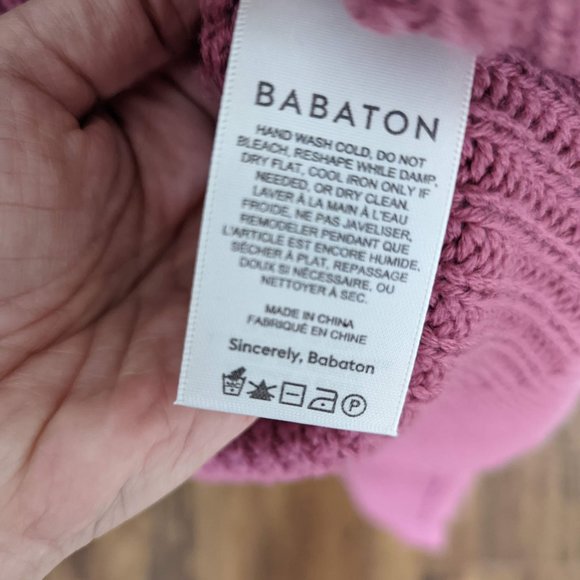 BABATON
HAND WASH COLD, DO NOT
BLEACH, RESHAPE WHILE DAMP,
DRY FLAT, COOL IRON ONLY IF
NEEDED, OR DRY CLEAN.
LAVER À LA MAIN À L'EAU
FROIDE, NE PAS JAVELISER,
REMODELER PENDANT QUE
L'ARTICLE EST ENCORE HUMIDE,
SÉCHER À PLAT, REPASSAGE
DOUX SI NÉCESSAIRE, OU
NETTOYER À SEC.
MADE IN CHINA
FABRIQUÉ EN CHINE
Sincerely, Babaton
P